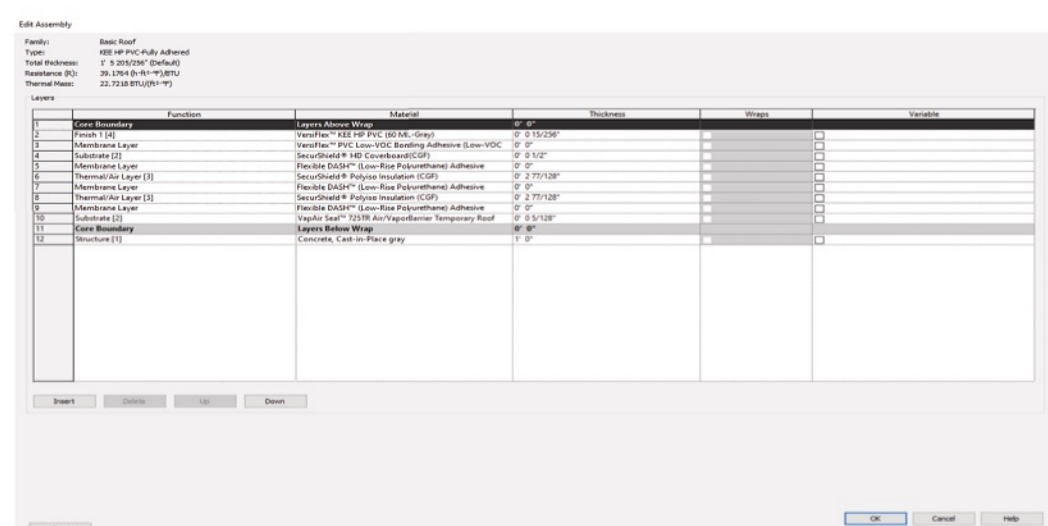 Edit Assembly
Family: Basic Roof
Type: KEE HP PVC-Fully Adhered
Total thickness: 1' 5 205/256" (Default)
Resistance (R): 39.1764 (h·ft²·°F)/BTU
Thermal Mass: 22.7218 BTU/(ft²·°F)
Layers
Function Material Thickness Wraps Variable
1 Core Boundary Layers Above Wrap 0' 0"
2 Finish 1 [4] VersiFlex™ KEE HP PVC (60 MIL-Gray) 0' 0 15/256"
3 Membrane Layer VersiFlex™ PVC Low-VOC Bonding Adhesive (Low-VOC 0' 0"
4 Substrate [2] SecurShield® HD Coverboard(CGF) 0' 0 1/2"
5 Membrane Layer Flexible DASH™ (Low-Rise Polyurethane) Adhesive 0' 0"
6 Thermal/Air Layer [3] SecurShield® Polyiso Insulation (CGF) 0' 2 77/128"
7 Membrane Layer Flexible DASH™ (Low-Rise Polyurethane) Adhesive 0' 0"
8 Thermal/Air Layer [3] SecurShield® Polyiso Insulation (CGF) 0' 2 77/128"
9 Membrane Layer Flexible DASH™ (Low-Rise Polyurethane) Adhesive 0' 0"
10 Substrate [2] VapAir Seal™ 725TR Air/VaporBarrier Temporary Roof 0' 0 5/128"
11 Core Boundary Layers Below Wrap 0' 0"
12 Structure [1] Concrete, Cast-in-Place gray 1' 0"
Insert Delete Up Down
OK Cancel Help